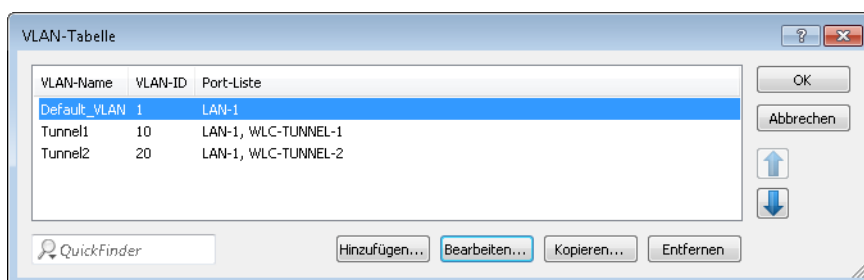 VLAN-Tabelle
VLAN-Name VLAN-ID Port-Liste
Default_VLAN 1 LAN-1
Tunnel1 10 LAN-1, WLC-TUNNEL-1
Tunnel2 20 LAN-1, WLC-TUNNEL-2
OK
Abbrechen
QuickFinder
Hinzufügen... Bearbeiten... Kopieren... Entfernen